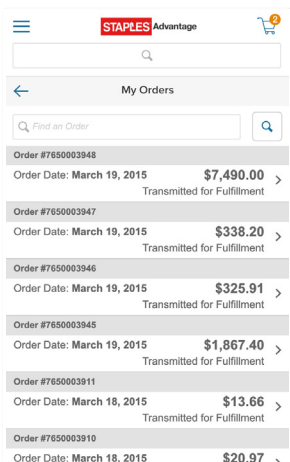 2
STAPLES Advantage
My Orders
Find an Order
Order #7650003948
Order Date: March 19, 2015 $7,490.00
Transmitted for Fulfillment
Order #7650003947
Order Date: March 19, 2015 $338.20
Transmitted for Fulfillment
Order #7650003946
Order Date: March 19, 2015 $325.91
Transmitted for Fulfillment
Order #7650003945
Order Date: March 19, 2015 $1,867.40
Transmitted for Fulfillment
Order #7650003911
Order Date: March 18, 2015 $13.66
Transmitted for Fulfillment
Order #7650003910
Order Date: March 18, 2015 $20.97